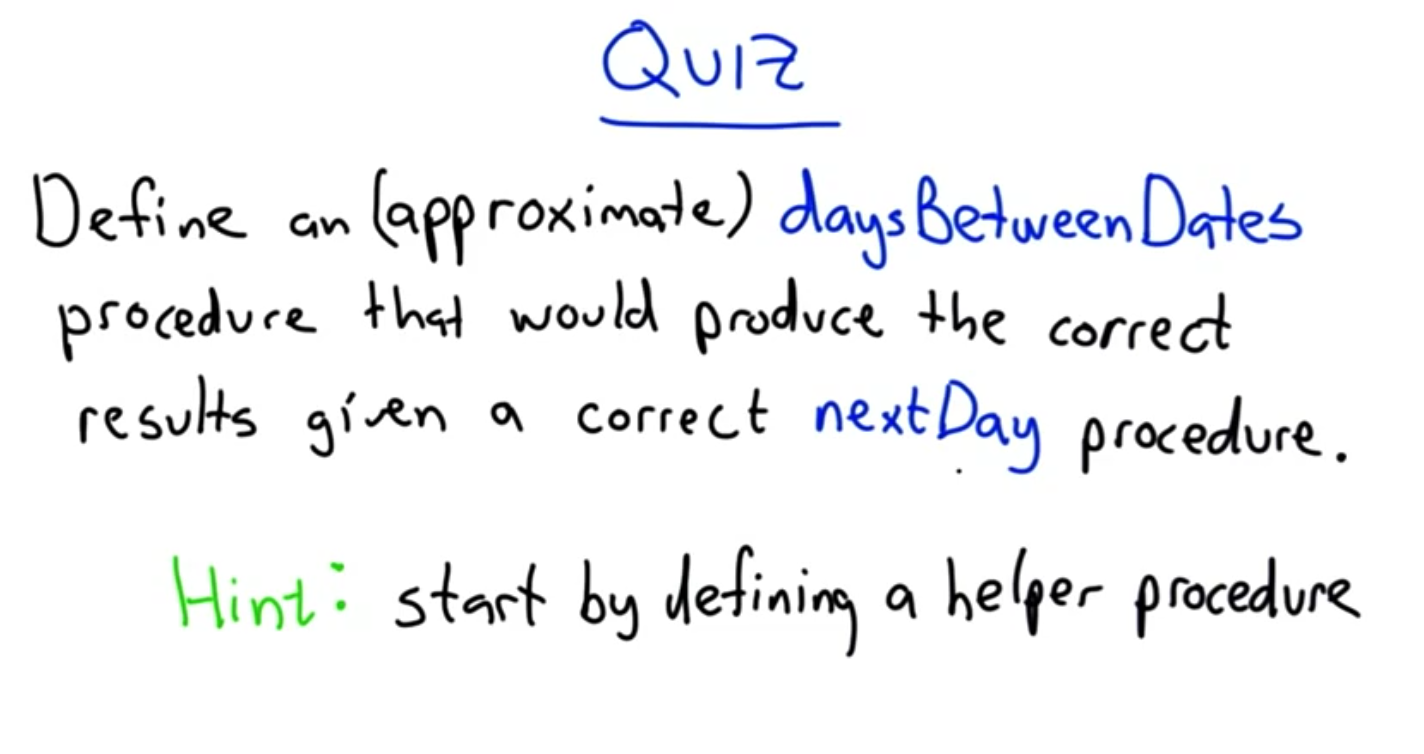 Quiz
Define an (approximate) daysBetweenDates
procedure that would produce the correct
results given a correct nextDay procedure.
Hint: start by defining a helper procedure